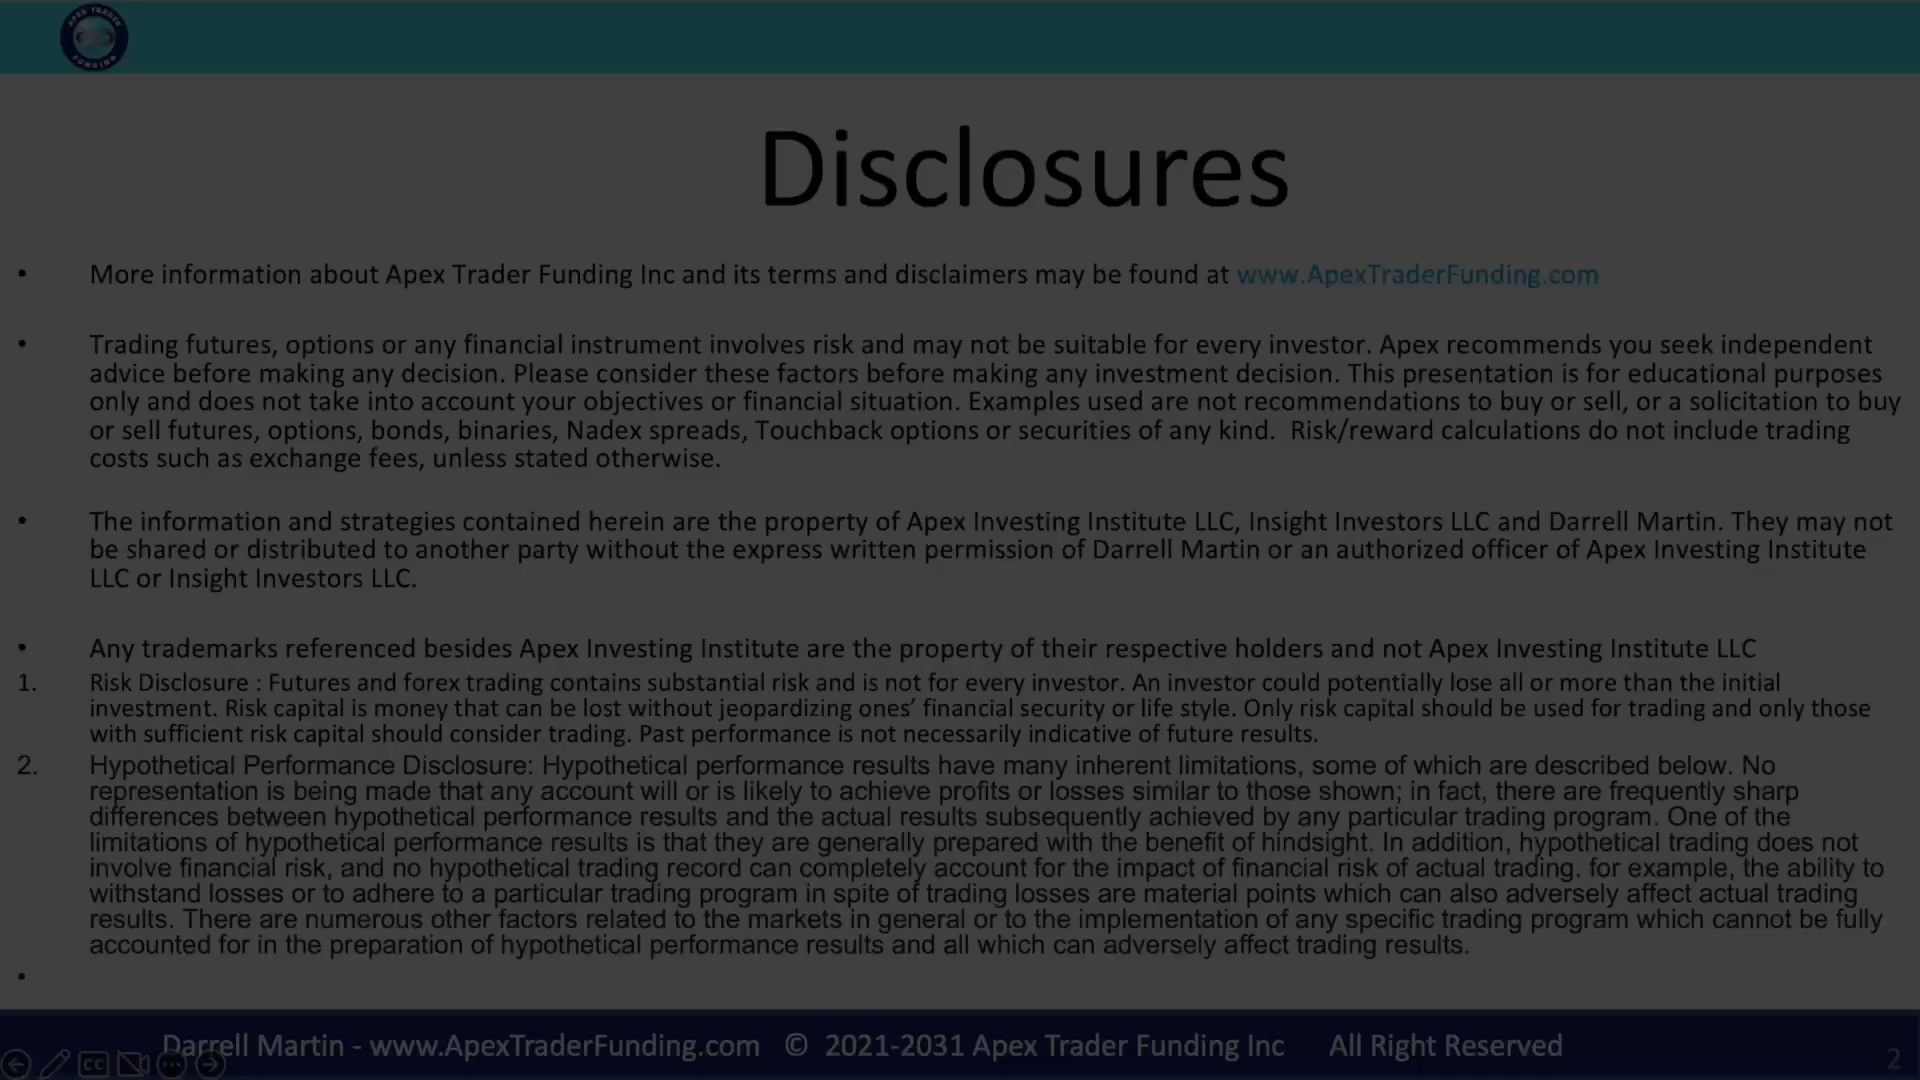 APEX TRADER
FUNDING
Disclosures
• More information about Apex Trader Funding Inc and its terms and disclaimers may be found at www.ApexTraderFunding.com
• Trading futures, options or any financial instrument involves risk and may not be suitable for every investor. Apex recommends you seek independent
advice before making any decision. Please consider these factors before making any investment decision. This presentation is for educational purposes
only and does not take into account your objectives or financial situation. Examples used are not recommendations to buy or sell, or a solicitation to buy
or sell futures, options, bonds, binaries, Nadex spreads, Touchback options or securities of any kind.  Risk/reward calculations do not include trading
costs such as exchange fees, unless stated otherwise.
• The information and strategies contained herein are the property of Apex Investing Institute LLC, Insight Investors LLC and Darrell Martin. They may not
be shared or distributed to another party without the express written permission of Darrell Martin or an authorized officer of Apex Investing Institute
LLC or Insight Investors LLC.
• Any trademarks referenced besides Apex Investing Institute are the property of their respective holders and not Apex Investing Institute LLC
1. Risk Disclosure : Futures and forex trading contains substantial risk and is not for every investor. An investor could potentially lose all or more than the initial
investment. Risk capital is money that can be lost without jeopardizing ones’ financial security or life style. Only risk capital should be used for trading and only those
with sufficient risk capital should consider trading. Past performance is not necessarily indicative of future results.
2. Hypothetical Performance Disclosure: Hypothetical performance results have many inherent limitations, some of which are described below. No
representation is being made that any account will or is likely to achieve profits or losses similar to those shown; in fact, there are frequently sharp
differences between hypothetical performance results and the actual results subsequently achieved by any particular trading program. One of the
limitations of hypothetical performance results is that they are generally prepared with the benefit of hindsight. In addition, hypothetical trading does not
involve financial risk, and no hypothetical trading record can completely account for the impact of financial risk of actual trading. for example, the ability to
withstand losses or to adhere to a particular trading program in spite of trading losses are material points which can also adversely affect actual trading
results. There are numerous other factors related to the markets in general or to the implementation of any specific trading program which cannot be fully
accounted for in the preparation of hypothetical performance results and all which can adversely affect trading results.
•
Darrell Martin - www.ApexTraderFunding.com © 2021-2031 Apex Trader Funding Inc All Right Reserved
CC
2